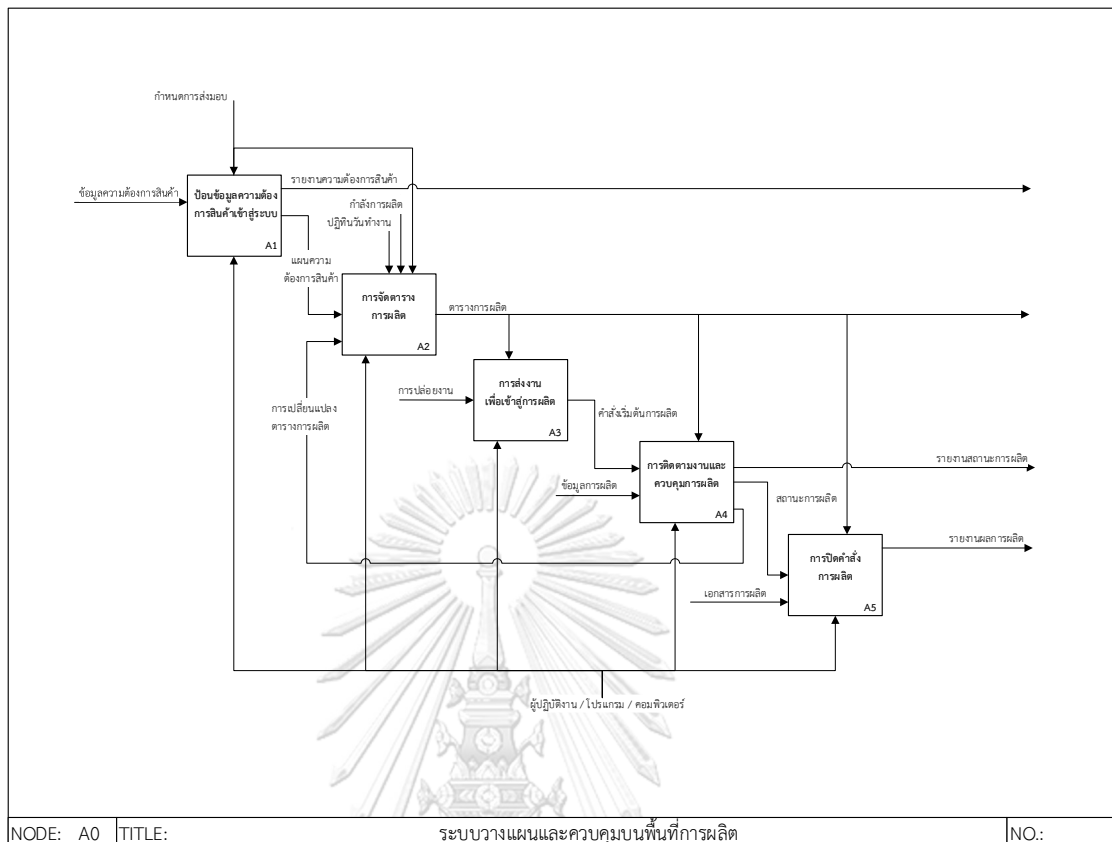 กำหนดการส่งมอบ
ข้อมูลความต้องการสินค้า
ป้อนข้อมูลความต้อง
การสินค้าเข้าสู่ระบบ
A1
รายงานความต้องการสินค้า
กำลังการผลิต
ปฏิทินวันทำงาน
แผนความ
ต้องการสินค้า
การจัดตาราง
การผลิต
A2
ตารางการผลิต
การเปลี่ยนแปลง
ตารางการผลิต
การปล่อยงาน
การส่งงาน
เพื่อเข้าสู่การผลิต
A3
คำสั่งเริ่มต้นการผลิต
ข้อมูลการผลิต
การติดตามงานและ
ควบคุมการผลิต
A4
รายงานสถานะการผลิต
สถานะการผลิต
เอกสารการผลิต
การปิดคำสั่ง
การผลิต
A5
รายงานผลการผลิต
ผู้ปฏิบัติงาน / โปรแกรม / คอมพิวเตอร์
NODE: A0 TITLE: ระบบวางแผนและควบคุมบนพื้นที่การผลิต NO.: